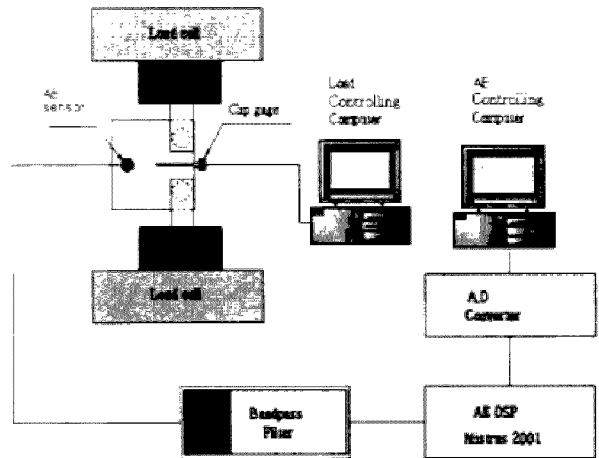 Load cell
AE
sensor
Clip gage
Load
Controlling
Computer
AE
Controlling
Computer
Load cell
A/D
Converter
Bandpass
Filter
AE DSP
Mistras 2001